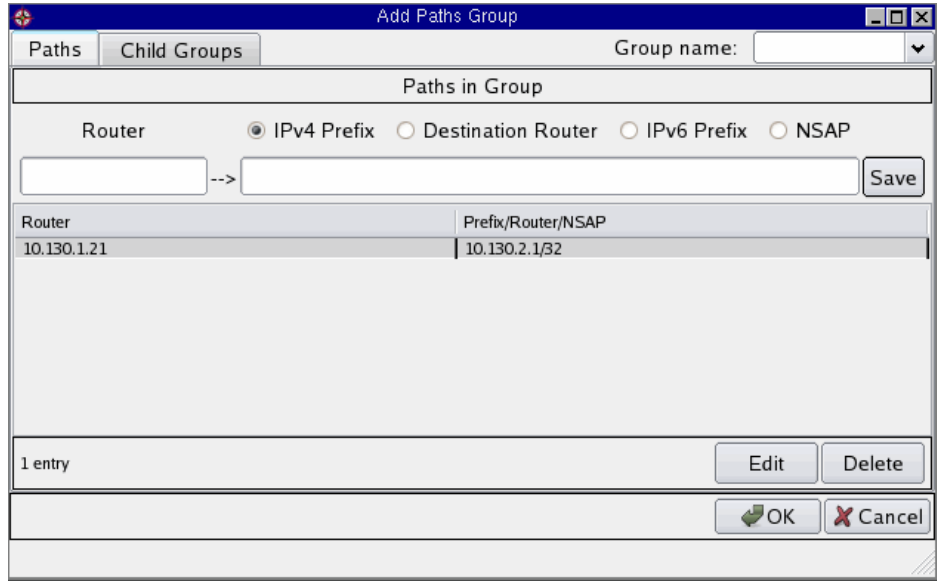 Add Paths Group
Paths Child Groups Group name:
Paths in Group
Router IPv4 Prefix Destination Router IPv6 Prefix NSAP
--> Save
Router Prefix/Router/NSAP
10.130.1.21 10.130.2.1/32
1 entry Edit Delete
OK Cancel